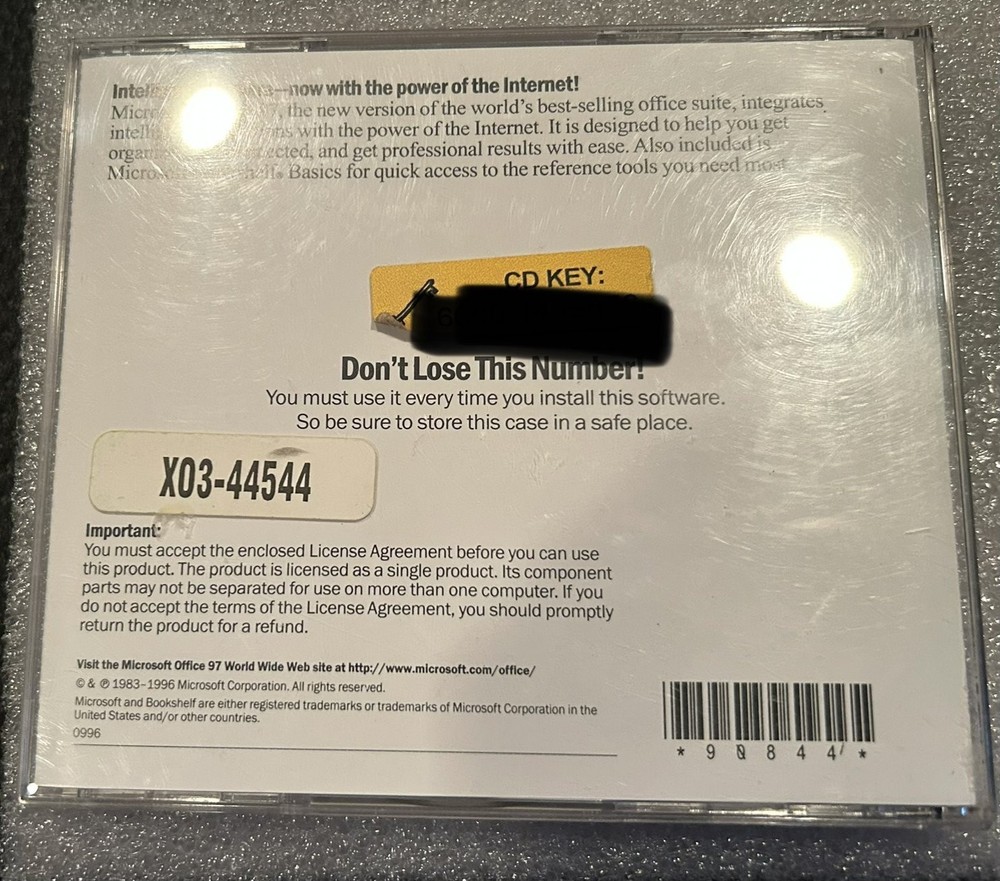 —now with the power of the Internet!
, the new version of the world's best-selling office suite, integrates
with the power of the Internet. It is designed to help you get
and get professional results with ease. Also included is
Basics for quick access to the reference tools you need most.
CD KEY:
Don't Lose This Number!
You must use it every time you install this software.
So be sure to store this case in a safe place.
X03-44544
Important:
You must accept the enclosed License Agreement before you can use
this product. The product is licensed as a single product. Its component
parts may not be separated for use on more than one computer. If you
do not accept the terms of the License Agreement, you should promptly
return the product for a refund.
Visit the Microsoft Office 97 World Wide Web site at http://www.microsoft.com/office/
© & ℗ 1983–1996 Microsoft Corporation. All rights reserved.
Microsoft and Bookshelf are either registered trademarks or trademarks of Microsoft Corporation in the
United States and/or other countries.
0996
* 9 0 8 4 4 *